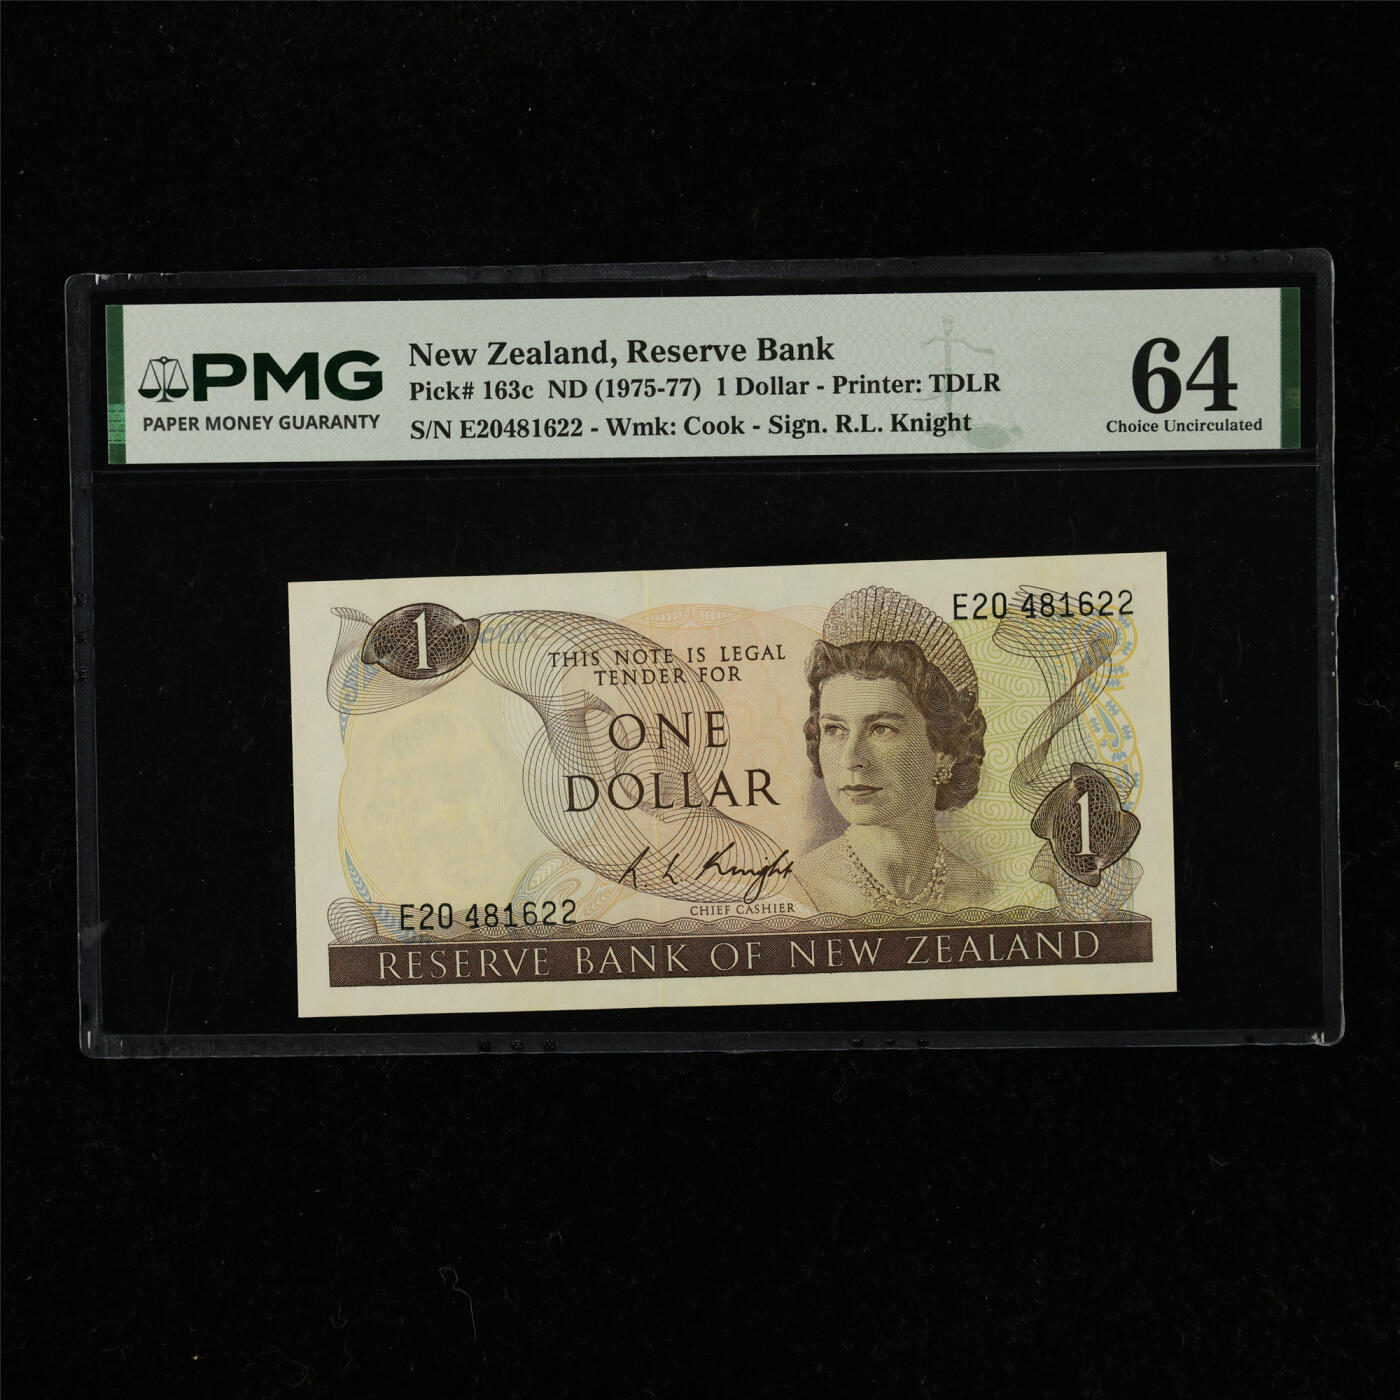 PMG
PAPER MONEY GUARANTY
New Zealand, Reserve Bank
Pick# 163c ND (1975-77) 1 Dollar - Printer: TDLR
S/N E20481622 - Wmk: Cook - Sign. R.L. Knight
64
Choice Uncirculated
1
E20 481622
THIS NOTE IS LEGAL
TENDER FOR
ONE
DOLLAR
1
R. L. Knight
CHIEF CASHIER
E20 481622
RESERVE BANK OF NEW ZEALAND